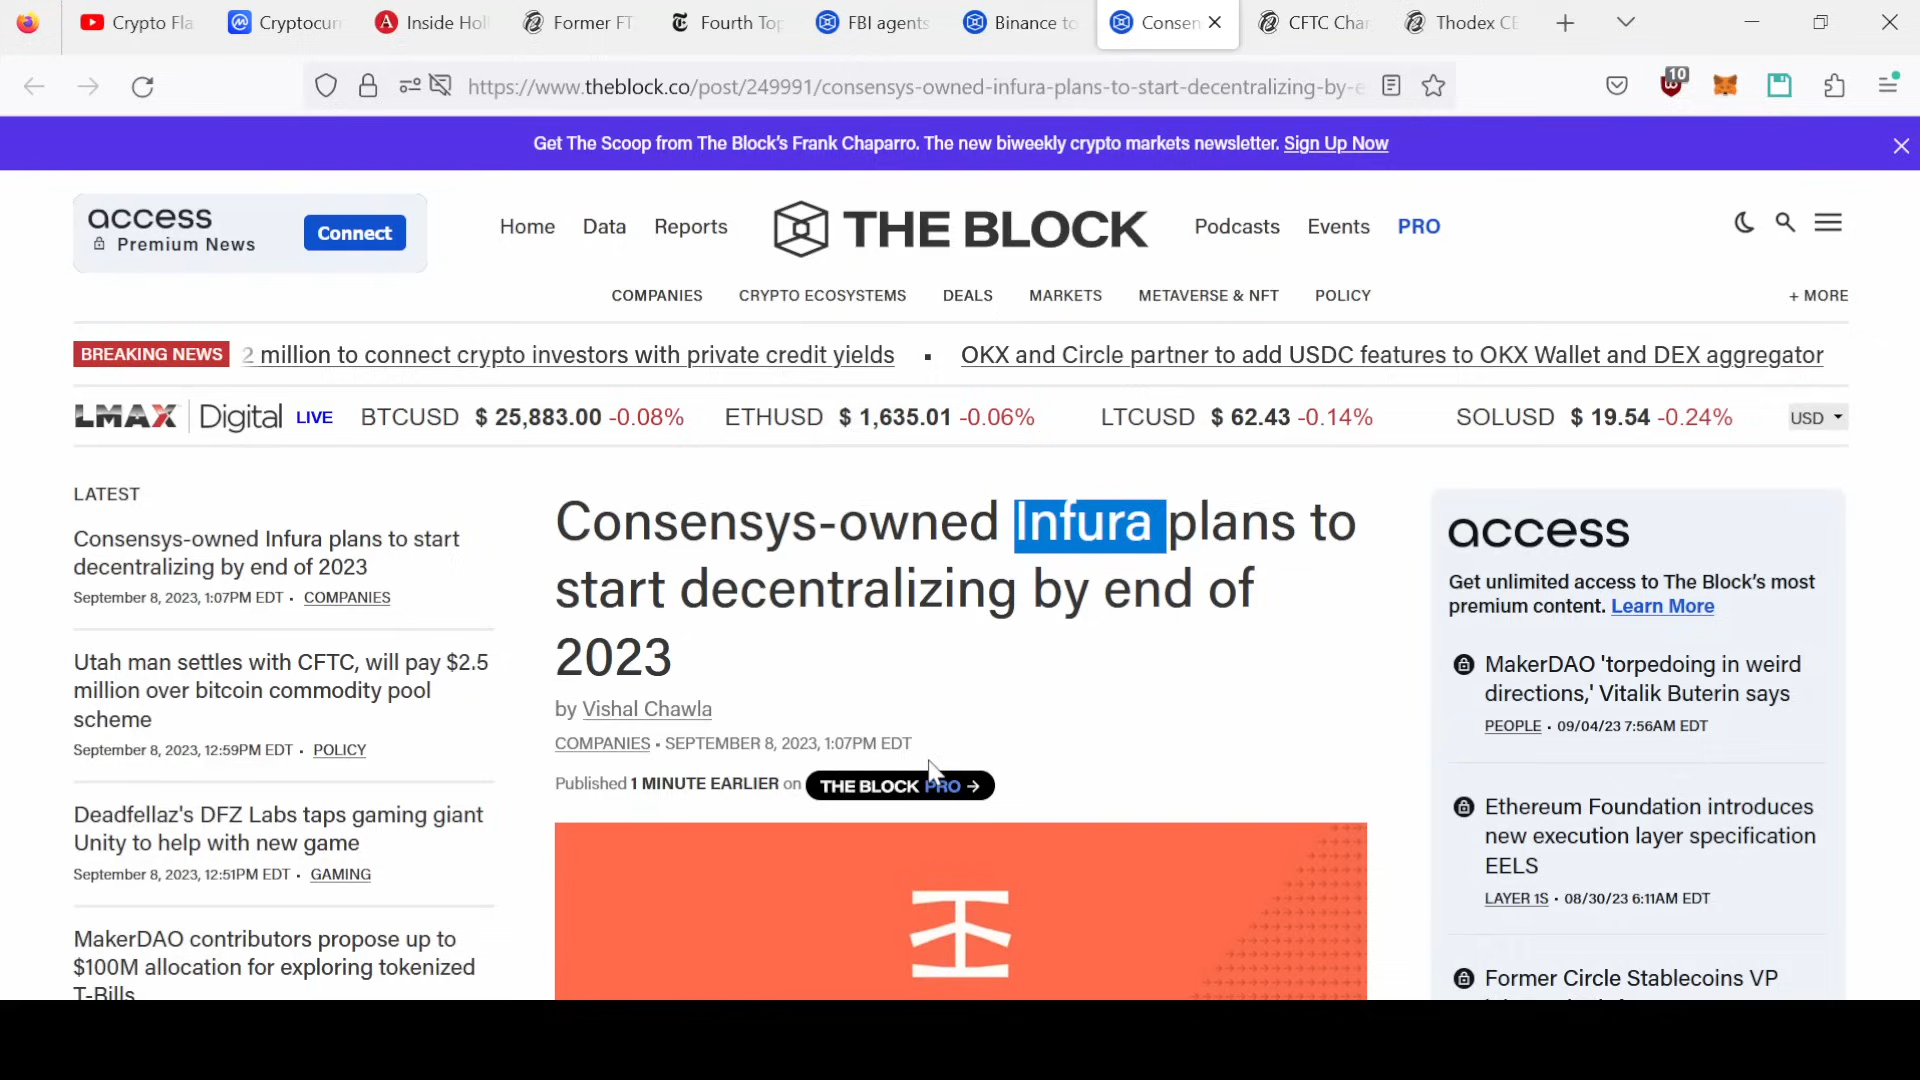 Crypto Fla
Cryptocurr
Inside Holl
Former FT
Fourth Top
FBI agents
Binance to
Consen
CFTC Cha
Thodex CE
https://www.theblock.co/post/249991/consensys-owned-infura-plans-to-start-decentralizing-by-e
10
Get The Scoop from The Block's Frank Chaparro. The new biweekly crypto markets newsletter. Sign Up Now
access
Premium News
Connect
Home Data Reports
THE BLOCK
Podcasts Events PRO
COMPANIES CRYPTO ECOSYSTEMS DEALS MARKETS METAVERSE & NFT POLICY
+ MORE
BREAKING NEWS
2 million to connect crypto investors with private credit yields ▪ OKX and Circle partner to add USDC features to OKX Wallet and DEX aggregator
LMAX Digital LIVE BTCUSD $ 25,883.00 -0.08% ETHUSD $ 1,635.01 -0.06% LTCUSD $ 62.43 -0.14% SOLUSD $ 19.54 -0.24% USD
LATEST
Consensys-owned Infura plans to start
decentralizing by end of 2023
September 8, 2023, 1:07PM EDT • COMPANIES
Utah man settles with CFTC, will pay $2.5
million over bitcoin commodity pool
scheme
September 8, 2023, 12:59PM EDT • POLICY
Deadfellaz's DFZ Labs taps gaming giant
Unity to help with new game
September 8, 2023, 12:51PM EDT • GAMING
MakerDAO contributors propose up to
$100M allocation for exploring tokenized
T-Bills
Consensys-owned Infura plans to
start decentralizing by end of
2023
by Vishal Chawla
COMPANIES • SEPTEMBER 8, 2023, 1:07PM EDT
Published 1 MINUTE EARLIER on THE BLOCK PRO →
access
Get unlimited access to The Block's most
premium content. Learn More
MakerDAO 'torpedoing in weird
directions,' Vitalik Buterin says
PEOPLE • 09/04/23 7:56AM EDT
Ethereum Foundation introduces
new execution layer specification
EELS
LAYER 1S • 08/30/23 6:11AM EDT
Former Circle Stablecoins VP